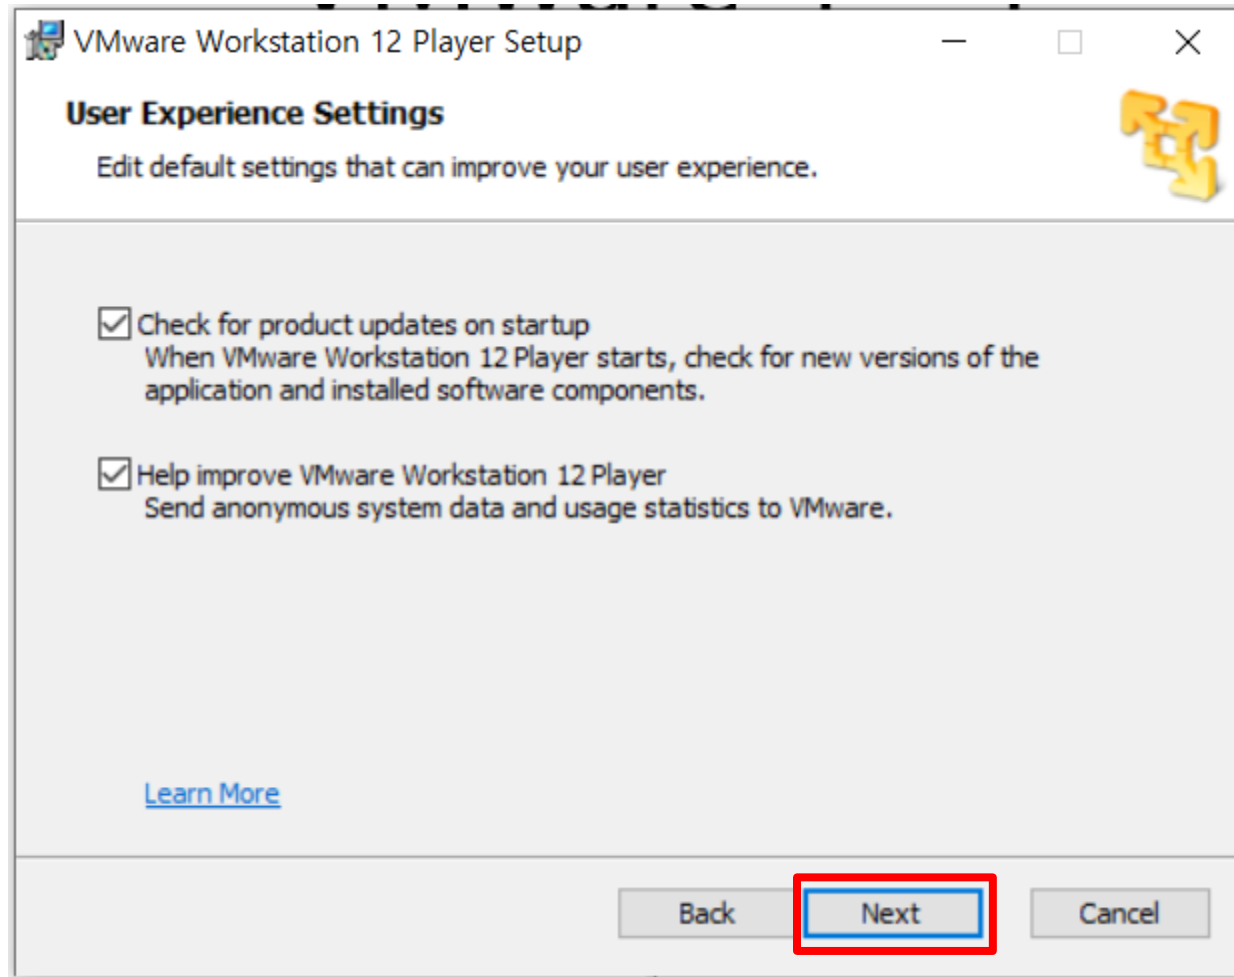 VMware Workstation 12 Player Setup
User Experience Settings
Edit default settings that can improve your user experience.
Check for product updates on startup
When VMware Workstation 12 Player starts, check for new versions of the
application and installed software components.
Help improve VMware Workstation 12 Player
Send anonymous system data and usage statistics to VMware.
Learn More
Back
Next
Cancel